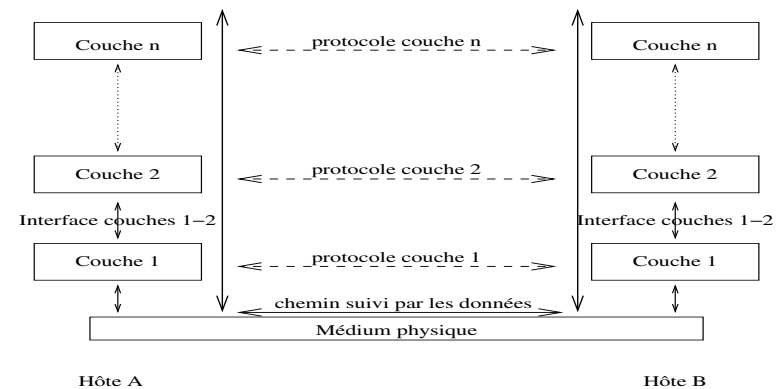 Couche n
protocole couche n
Couche n
Couche 2
protocole couche 2
Couche 2
Interface couches 1−2
Interface couches 1−2
Couche 1
protocole couche 1
Couche 1
chemin suivi par les données
Médium physique
Hôte A
Hôte B